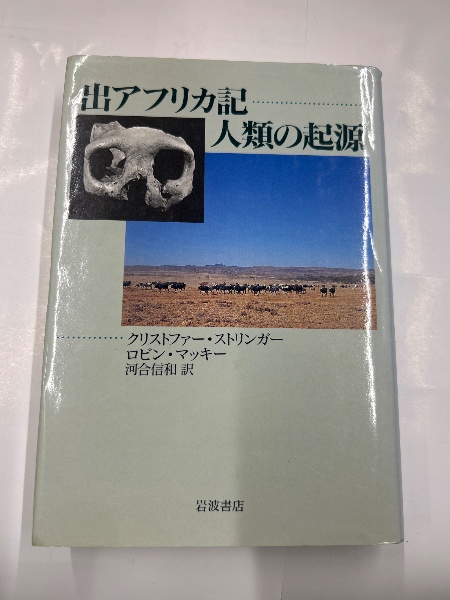 出アフリカ記
人類の起源
クリストファー・ストリンガー
ロビン・マッキー
河合信和 訳
岩波書店